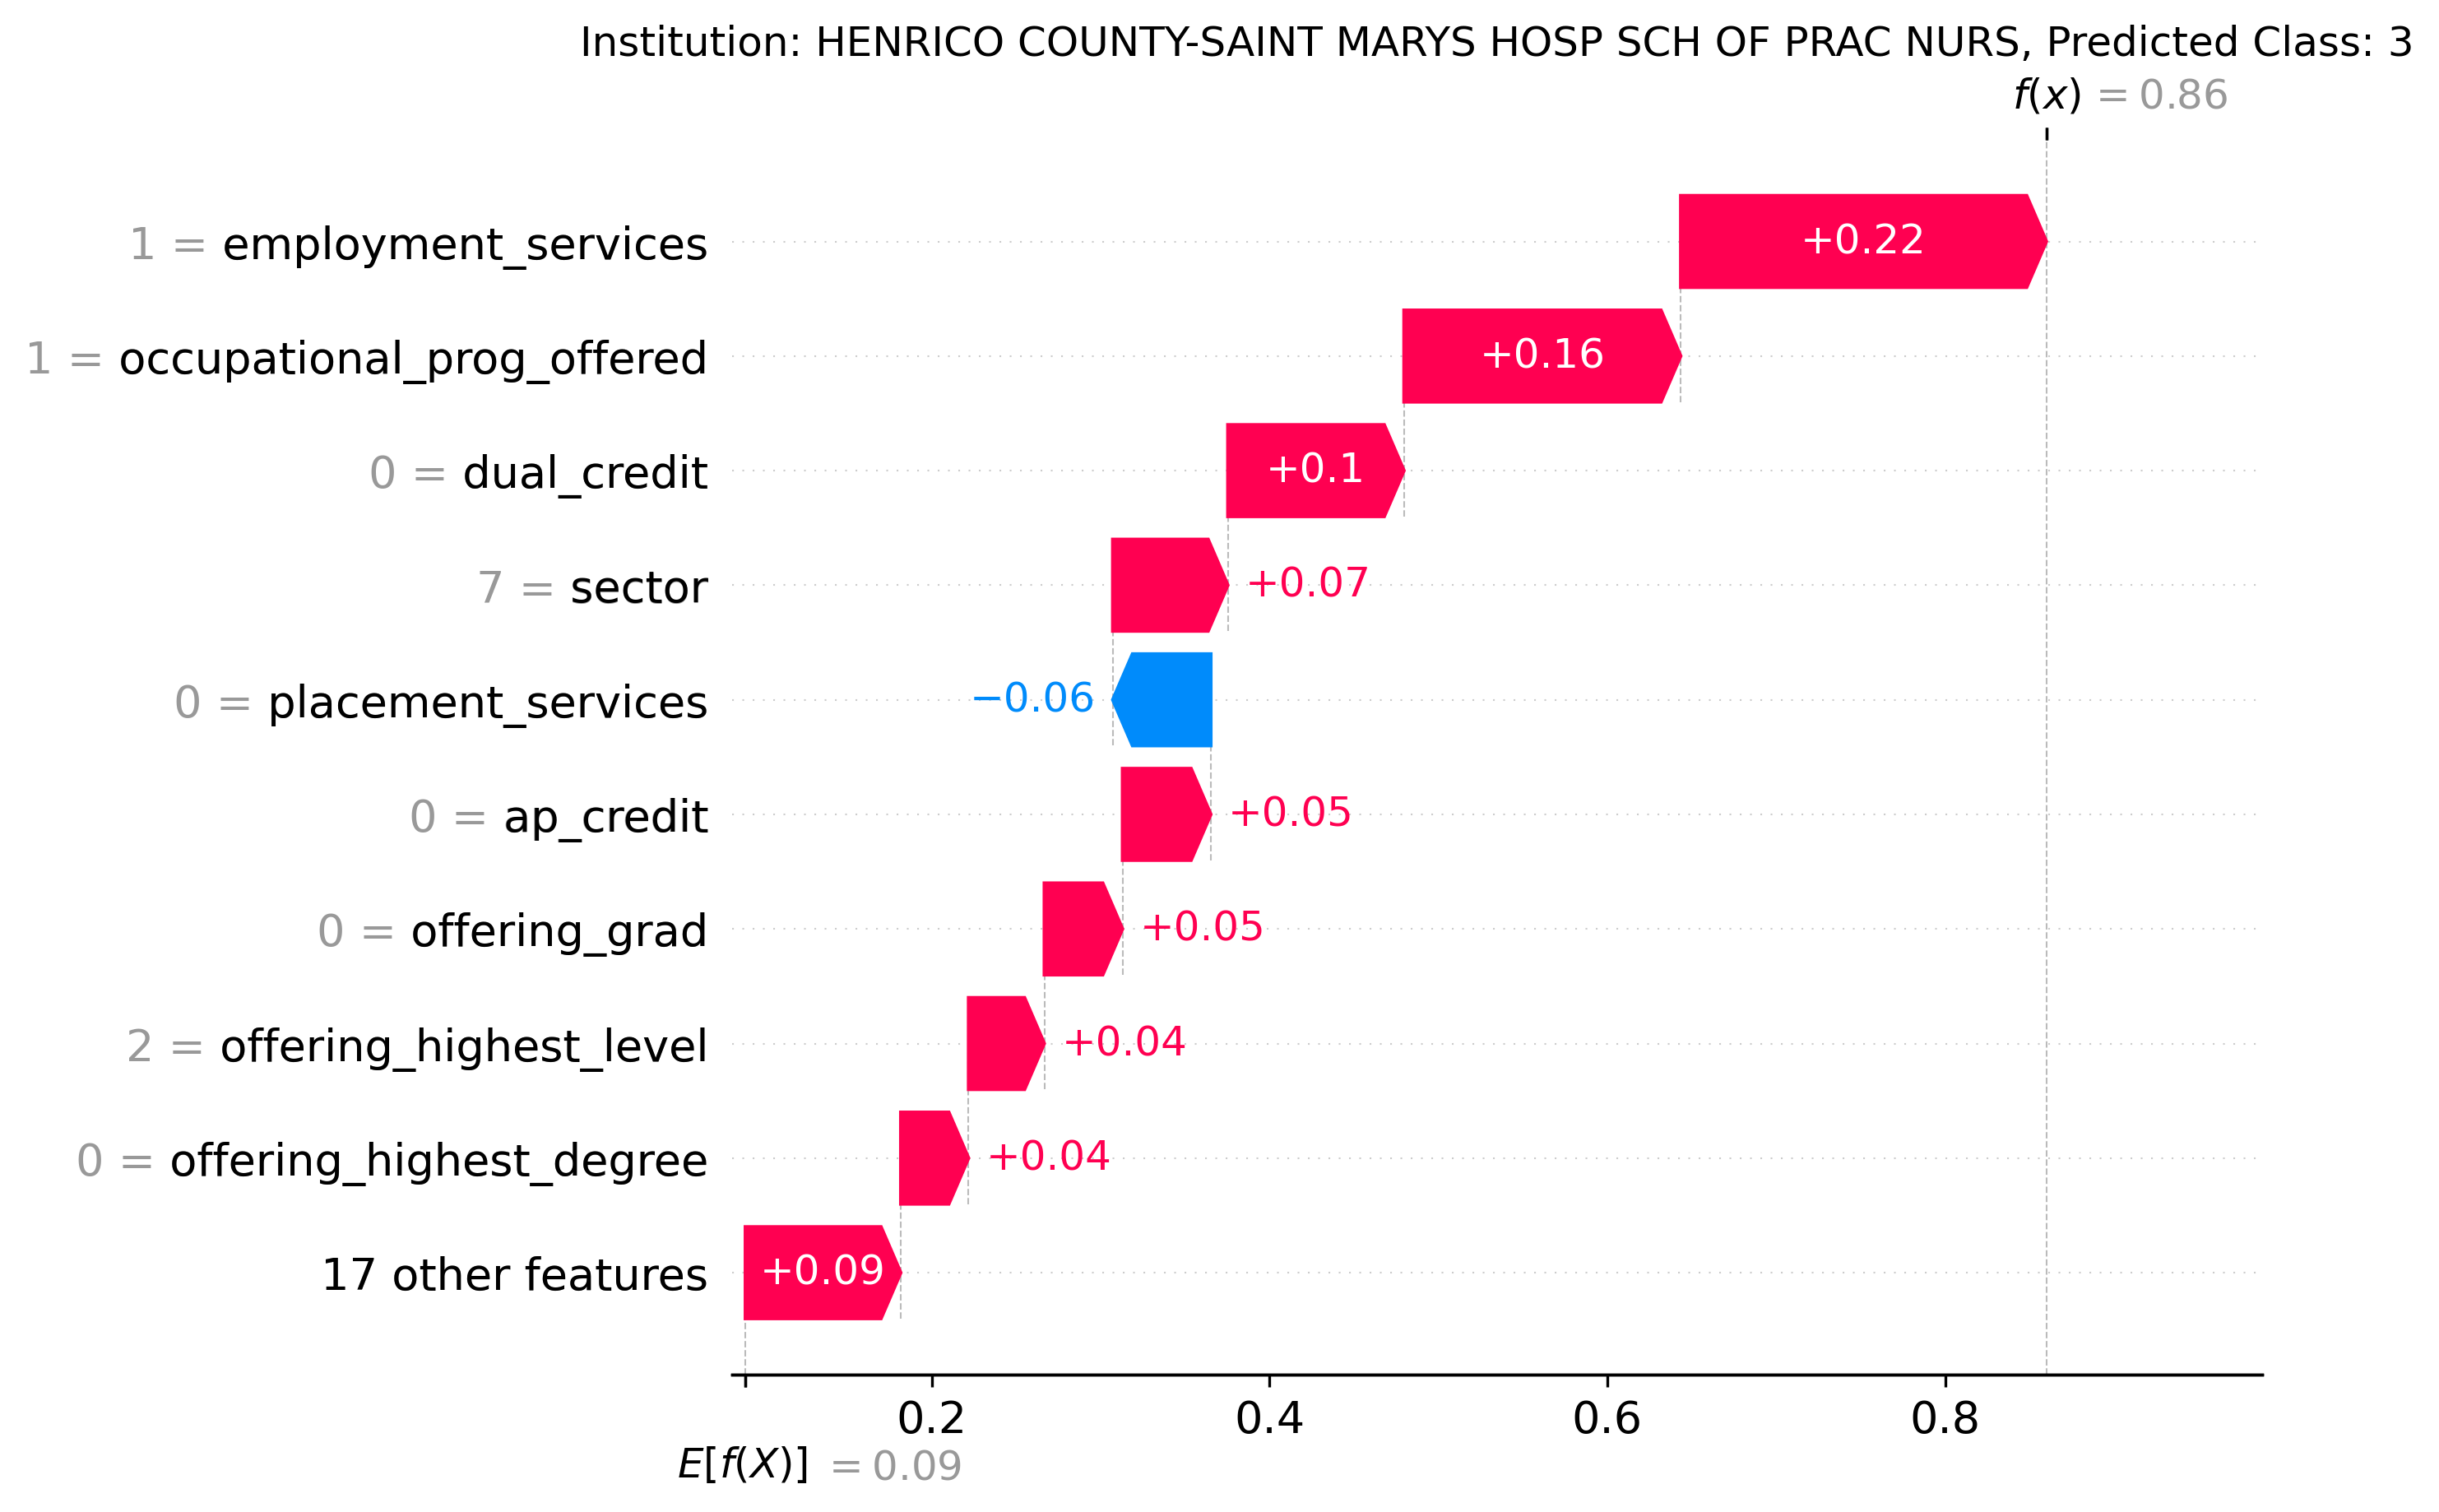 Institution: HENRICO COUNTY-SAINT MARYS HOSP SCH OF PRAC NURS, Predicted Class: 3
f(x) = 0.86
1 = employment_services +0.22
1 = occupational_prog_offered +0.16
0 = dual_credit +0.1
7 = sector +0.07
0 = placement_services −0.06
0 = ap_credit +0.05
0 = offering_grad +0.05
2 = offering_highest_level +0.04
0 = offering_highest_degree +0.04
17 other features +0.09
0.2 0.4 0.6 0.8
E[f(X)] = 0.09